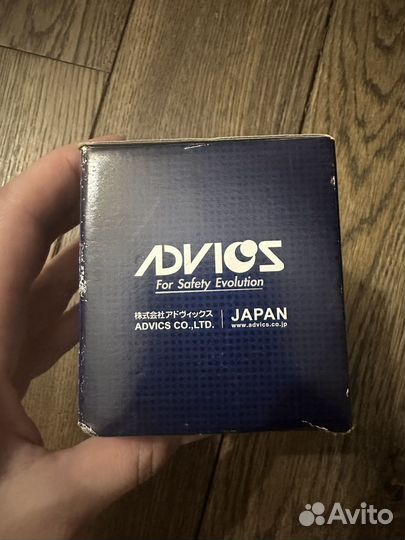 ADVICS
For Safety Evolution
株式会社アドヴィックス
ADVICS CO.,LTD.
JAPAN
www.advics.co.jp
Avito